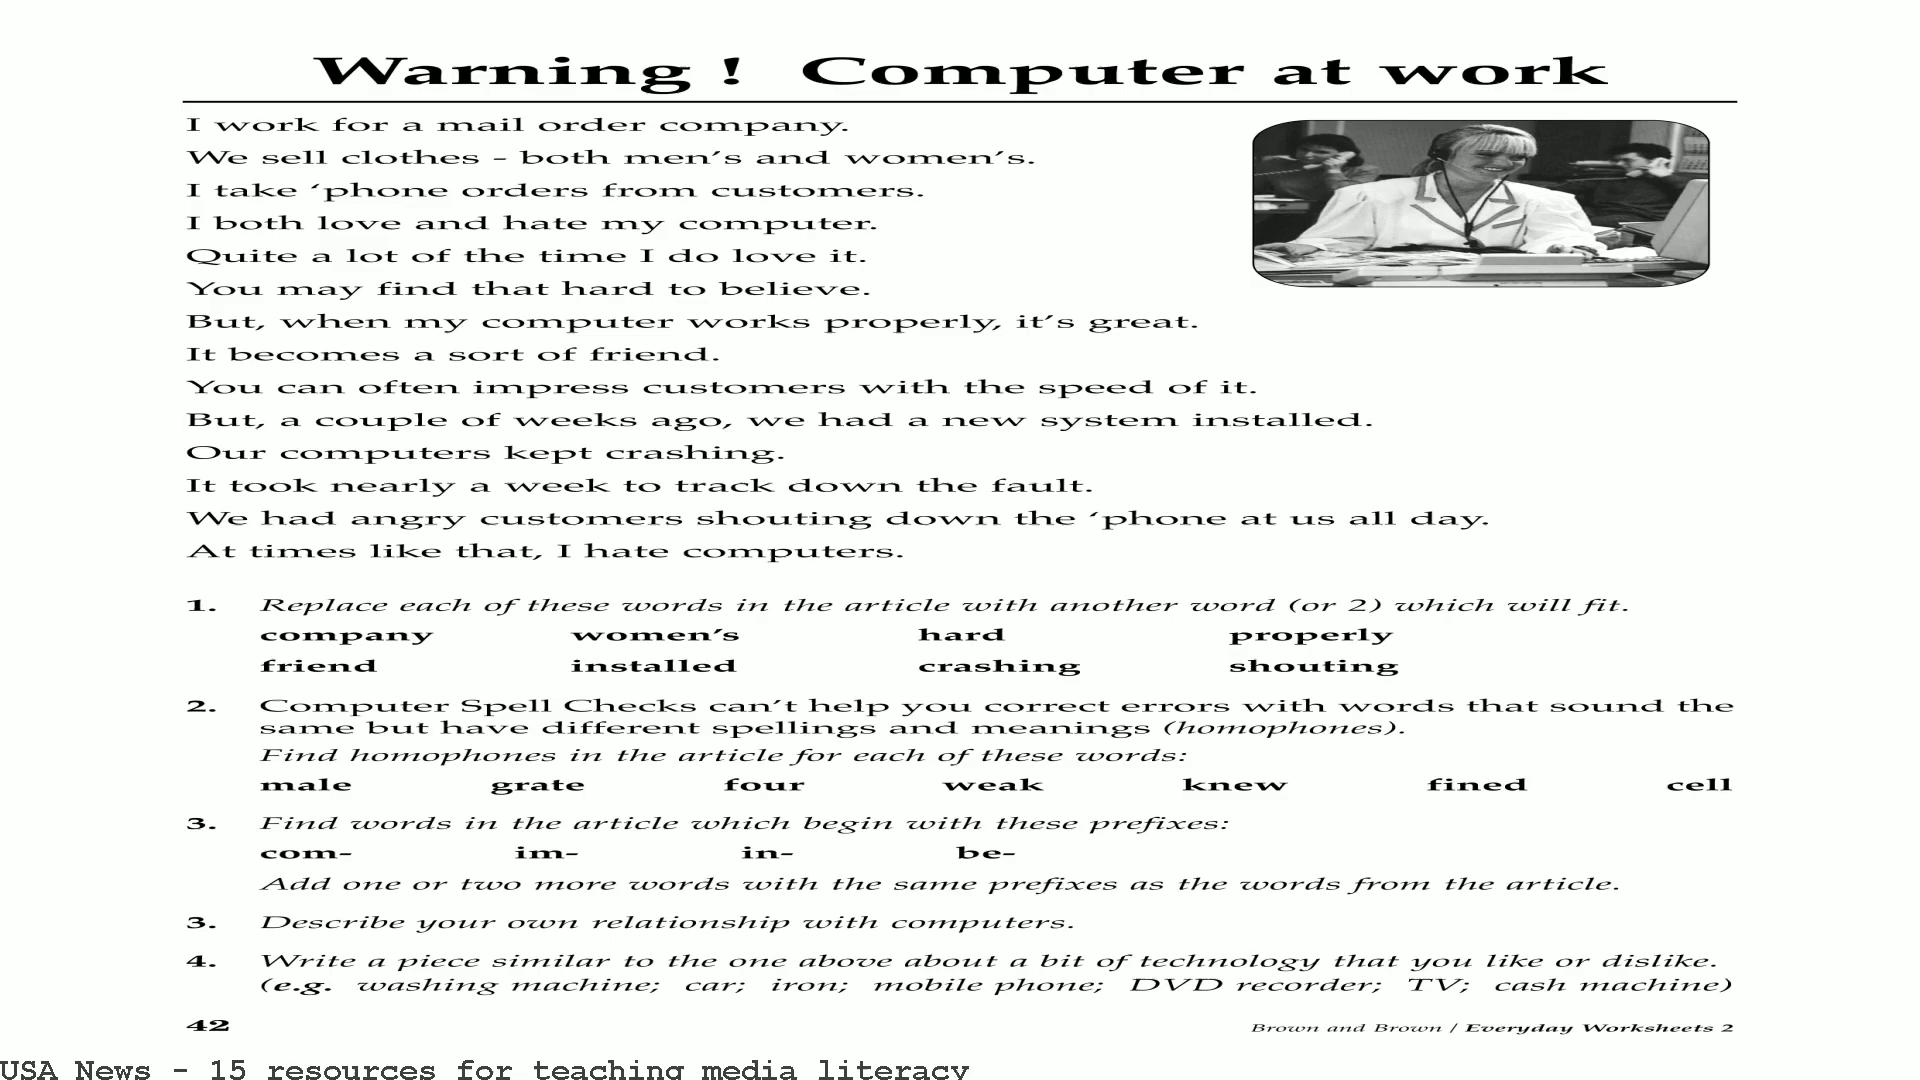 Warning ! Computer at work
I work for a mail order company.
We sell clothes - both men's and women's.
I take 'phone orders from customers.
I both love and hate my computer.
Quite a lot of the time I do love it.
You may find that hard to believe.
But, when my computer works properly, it's great.
It becomes a sort of friend.
You can often impress customers with the speed of it.
But, a couple of weeks ago, we had a new system installed.
Our computers kept crashing.
It took nearly a week to track down the fault.
We had angry customers shouting down the 'phone at us all day.
At times like that, I hate computers.
1. Replace each of these words in the article with another word (or 2) which will fit.
company women's hard properly
friend installed crashing shouting
2. Computer Spell Checks can't help you correct errors with words that sound the
same but have different spellings and meanings (homophones).
Find homophones in the article for each of these words:
male grate four weak knew fined cell
3. Find words in the article which begin with these prefixes:
com- im- in- be-
Add one or two more words with the same prefixes as the words from the article.
3. Describe your own relationship with computers.
4. Write a piece similar to the one above about a bit of technology that you like or dislike.
(e.g. washing machine; car; iron; mobile phone; DVD recorder; TV; cash machine)
42 Brown and Brown / Everyday Worksheets 2
USA News - 15 resources for teaching media literacy